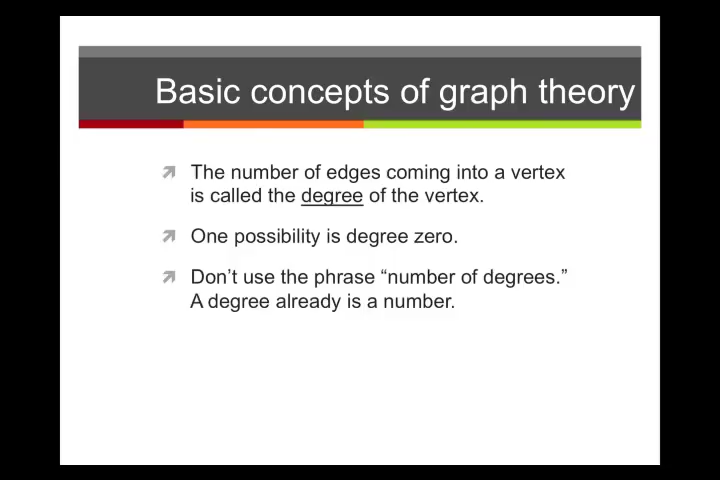 Basic concepts of graph theory
The number of edges coming into a vertex
is called the degree of the vertex.
One possibility is degree zero.
Don’t use the phrase “number of degrees.”
A degree already is a number.